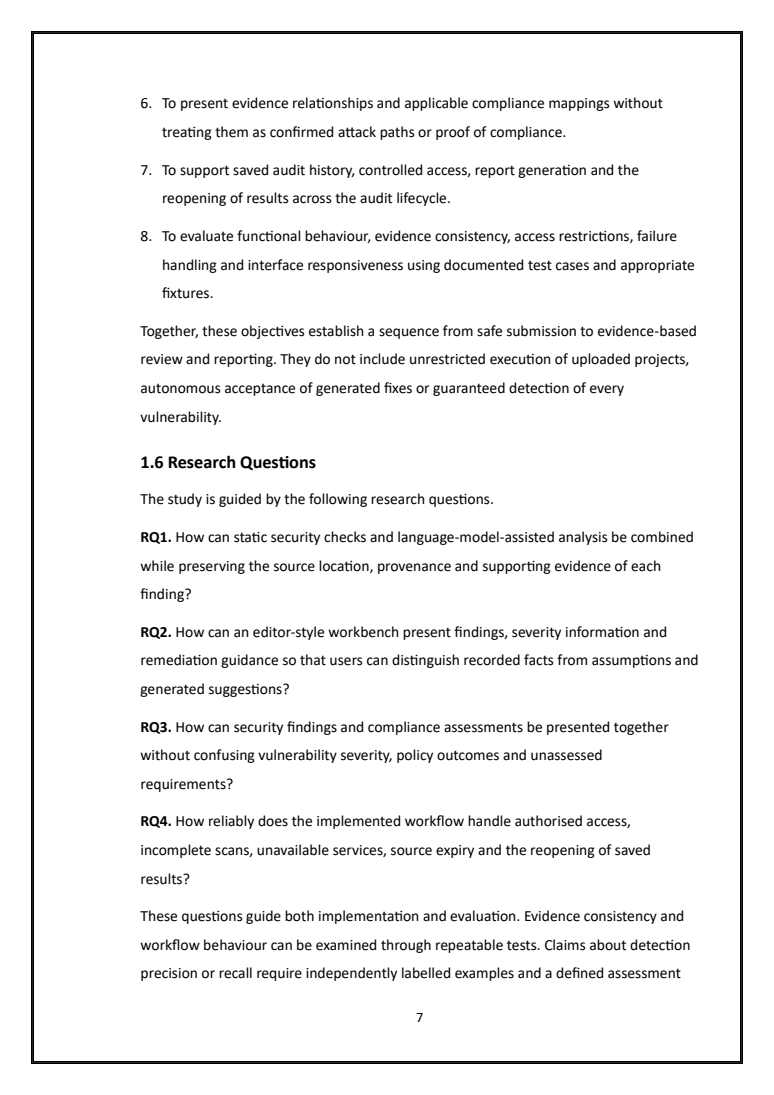 6. To present evidence relationships and applicable compliance mappings without
treating them as confirmed attack paths or proof of compliance.
7. To support saved audit history, controlled access, report generation and the
reopening of results across the audit lifecycle.
8. To evaluate functional behaviour, evidence consistency, access restrictions, failure
handling and interface responsiveness using documented test cases and appropriate
fixtures.
Together, these objectives establish a sequence from safe submission to evidence-based
review and reporting. They do not include unrestricted execution of uploaded projects,
autonomous acceptance of generated fixes or guaranteed detection of every
vulnerability.
1.6 Research Questions
The study is guided by the following research questions.
RQ1. How can static security checks and language-model-assisted analysis be combined
while preserving the source location, provenance and supporting evidence of each
finding?
RQ2. How can an editor-style workbench present findings, severity information and
remediation guidance so that users can distinguish recorded facts from assumptions and
generated suggestions?
RQ3. How can security findings and compliance assessments be presented together
without confusing vulnerability severity, policy outcomes and unassessed
requirements?
RQ4. How reliably does the implemented workflow handle authorised access,
incomplete scans, unavailable services, source expiry and the reopening of saved
results?
These questions guide both implementation and evaluation. Evidence consistency and
workflow behaviour can be examined through repeatable tests. Claims about detection
precision or recall require independently labelled examples and a defined assessment
7